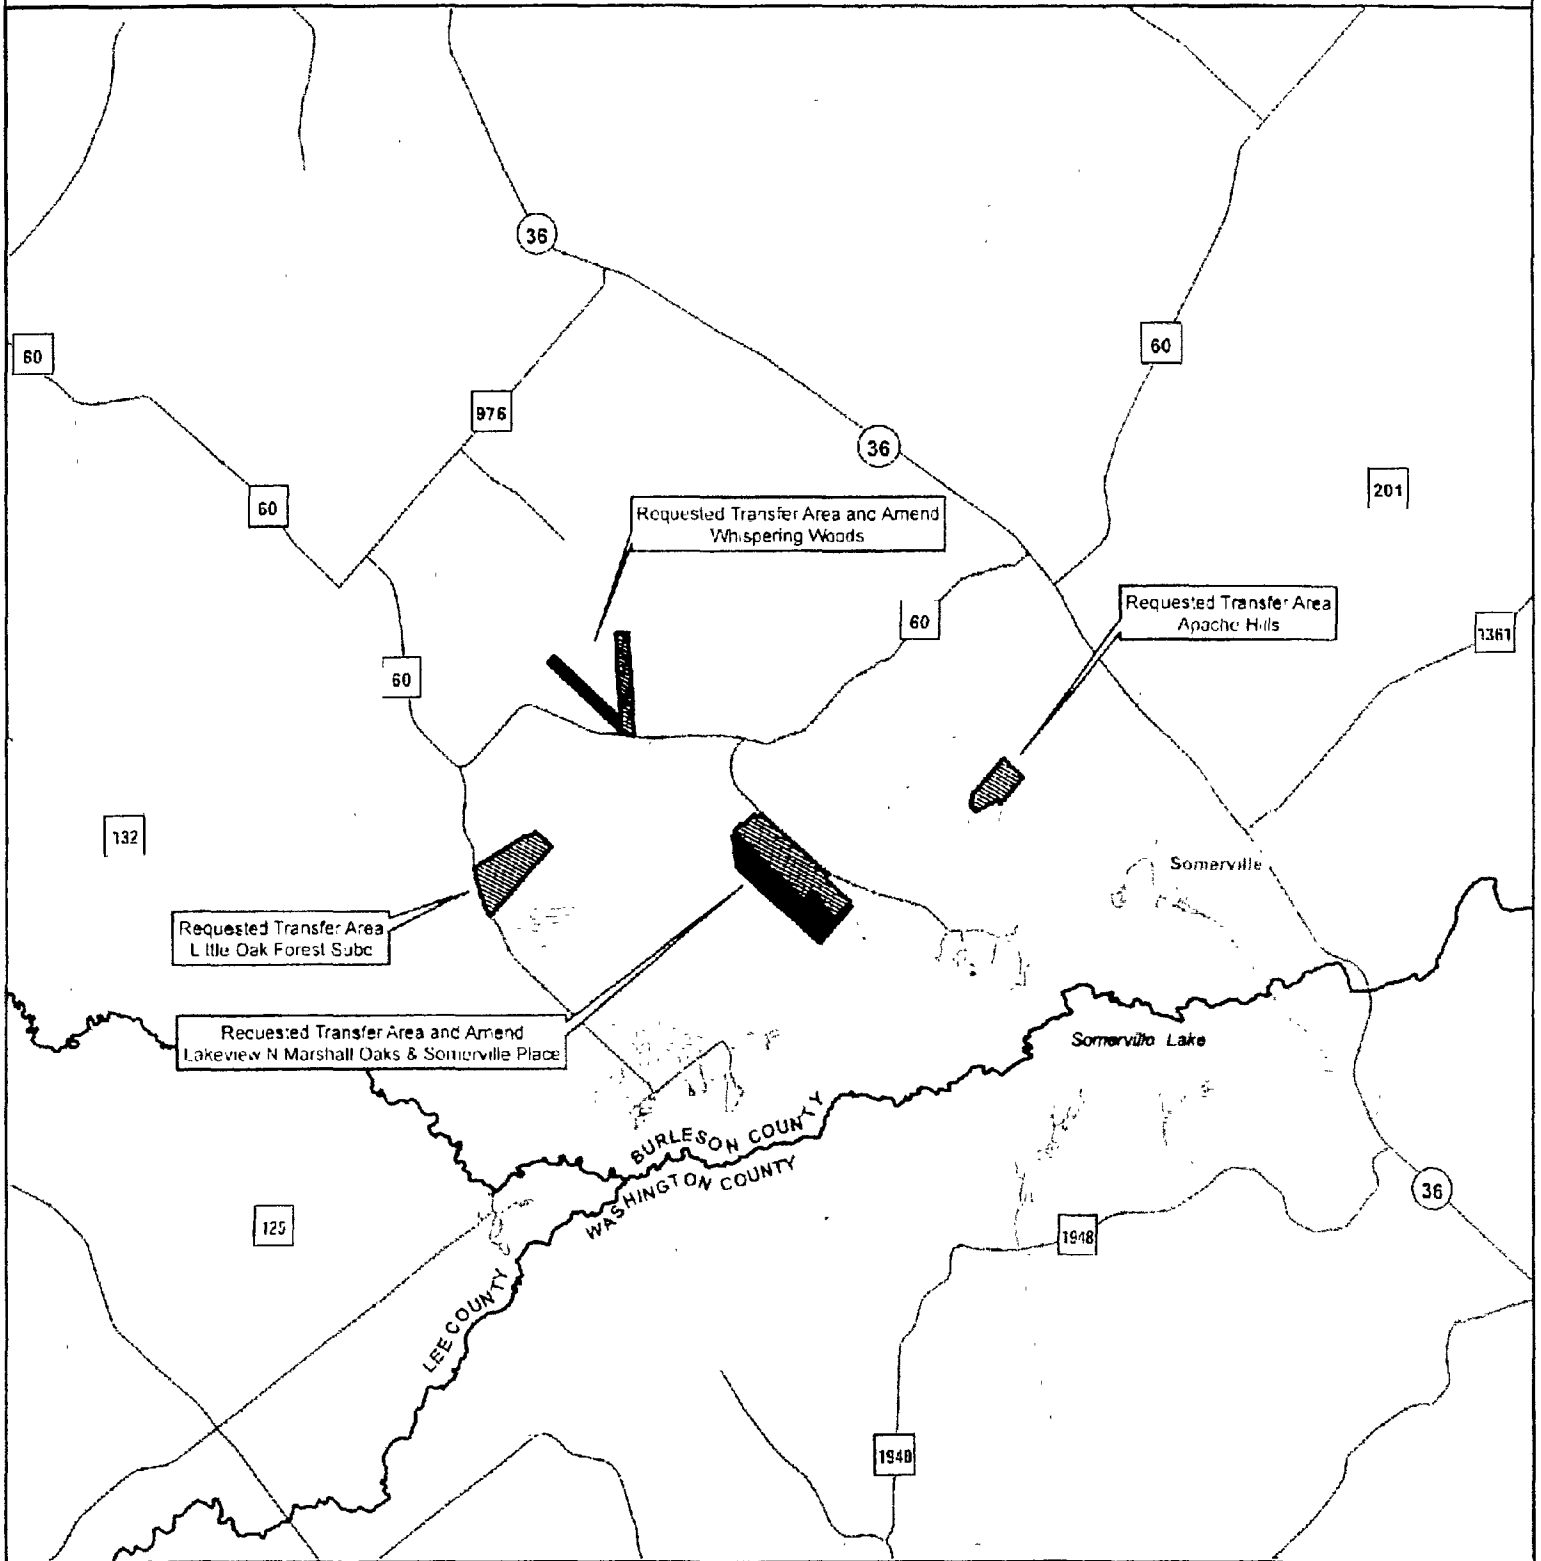 36
60
60
976
36
201
60
Requested Transfer Area and Amend
Whispering Woods
Requested Transfer Area
Apache Hills
60
1361
60
132
Somerville
Requested Transfer Area
Little Oak Forest Subd
Requested Transfer Area and Amend
Lakeview N Marshall Oaks & Somerville Place
Somerville Lake
BURLESON COUNTY
WASHINGTON COUNTY
36
125
1948
LEE COUNTY
1948